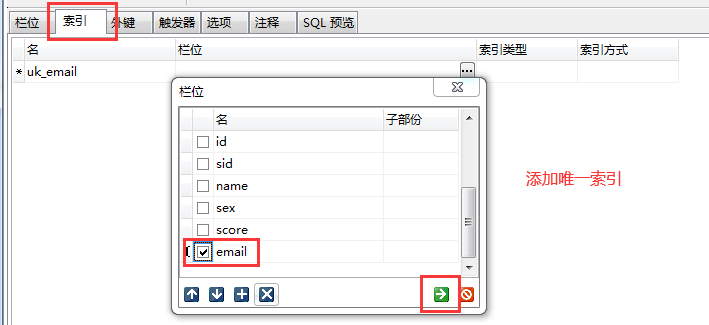 栏位 索引 外键 触发器 选项 注释 SQL 预览
名 栏位 索引类型 索引方式
* uk_email ...
栏位
名 子部份
id
sid
name
sex
score
email
添加唯一索引